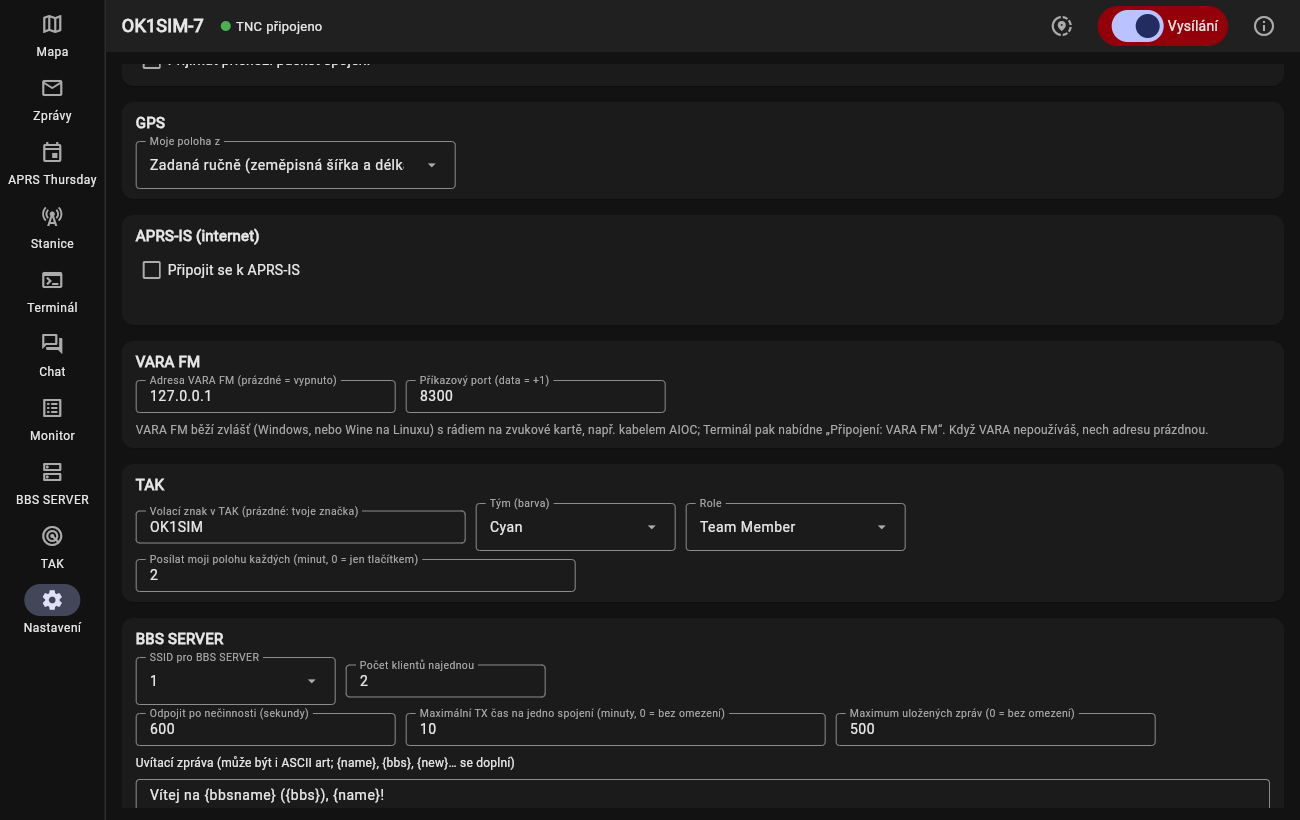 OK1SIM-7
TNC připojeno
Vysílání
Mapa
Zprávy
APRS Thursday
Stanice
Terminál
Chat
Monitor
BBS SERVER
TAK
Nastavení
GPS
Moje poloha z
Zadaná ručně (zeměpisná šířka a délk
APRS-IS (internet)
Připojit se k APRS-IS
VARA FM
Adresa VARA FM (prázdné = vypnuto)
127.0.0.1
Příkazový port (data = +1)
8300
VARA FM běží zvlášť (Windows, nebo Wine na Linuxu) s rádiem na zvukové kartě, např. kabelem AIOC; Terminál pak nabídne „Připojení: VARA FM“. Když VARA nepoužíváš, nech adresu prázdnou.
TAK
Volací znak v TAK (prázdné: tvoje značka)
OK1SIM
Tým (barva)
Cyan
Role
Team Member
Posílat moji polohu každých (minut, 0 = jen tlačítkem)
2
BBS SERVER
SSID pro BBS SERVER
1
Počet klientů najednou
2
Odpojit po nečinnosti (sekundy)
600
Maximální TX čas na jedno spojení (minuty, 0 = bez omezení)
10
Maximum uložených zpráv (0 = bez omezení)
500
Uvítací zpráva (může být i ASCII art; {name}, {bbs}, {new}… se doplní)
Vítej na {bbsname} ({bbs}), {name}!